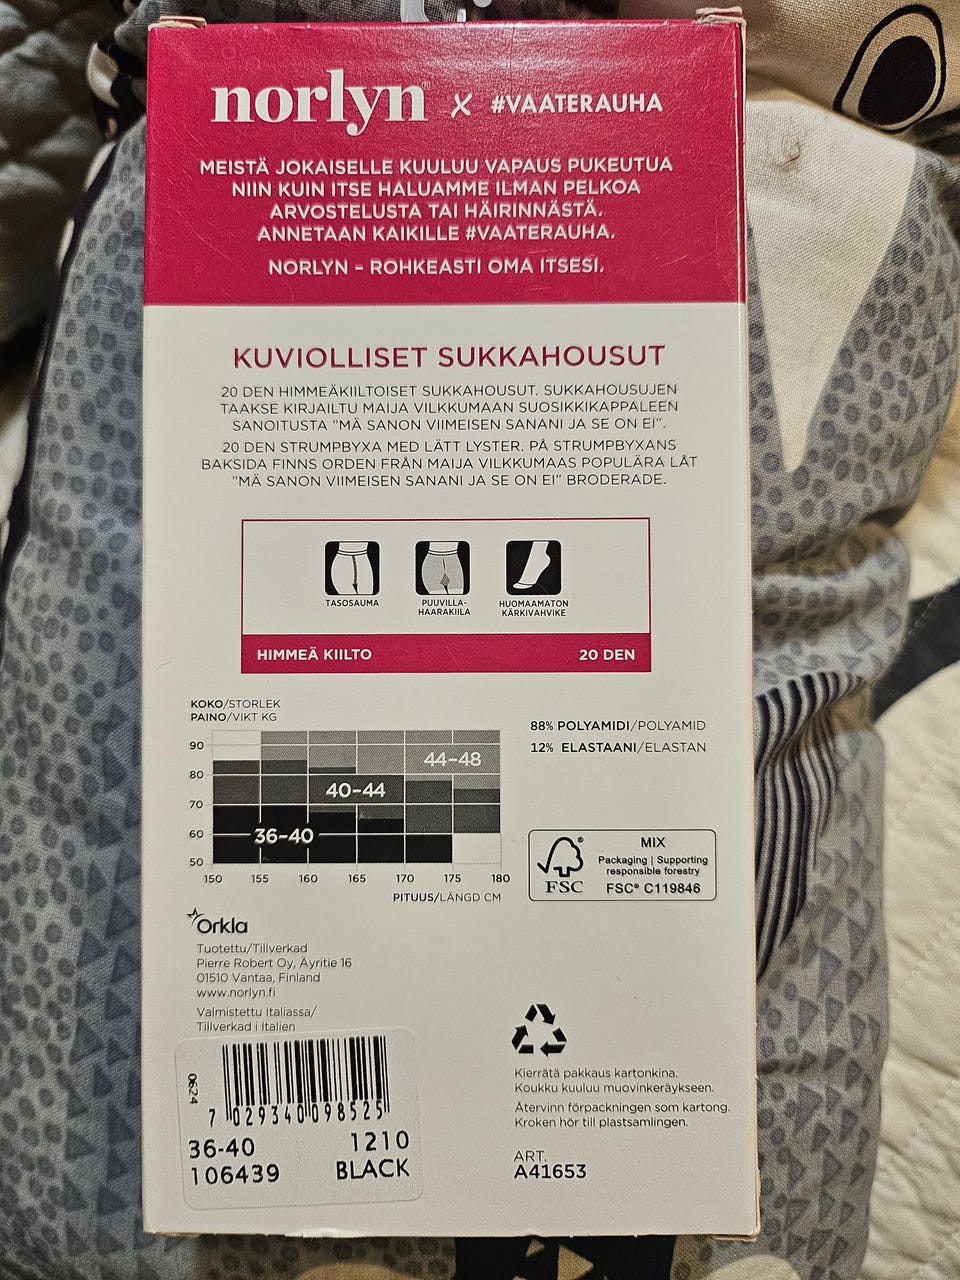 norlyn® x #VAATERAUHA
MEISTÄ JOKAISELLE KUULUU VAPAUS PUKEUTUA
NIIN KUIN ITSE HALUAMME ILMAN PELKOA
ARVOSTELUSTA TAI HÄIRINNÄSTÄ.
ANNETAAN KAIKILLE #VAATERAUHA.
NORLYN – ROHKEASTI OMA ITSESI.
KUVIOLLISET SUKKAHOUSUT
20 DEN HIMMEÄKIILTOISET SUKKAHOUSUT. SUKKAHOUSUJEN
TAAKSE KIRJAILTU MAIJA VILKKUMAAN SUOSIKKIKAPPALEEN
SANOITUSTA "MÄ SANON VIIMEISEN SANANI JA SE ON EI".
20 DEN STRUMPBYXA MED LÄTT LYSTER. PÅ STRUMPBYXANS
BAKSIDA FINNS ORDEN FRÅN MAIJA VILKKUMAAS POPULÄRA LÅT
"MÄ SANON VIIMEISEN SANANI JA SE ON EI" BRODERADE.
TASOSAUMA
PUUVILLA-
HAARAKIILA
HUOMAAMATON
KÄRKIVAHVIKE
HIMMEÄ KIILTO 20 DEN
KOKO/STORLEK
PAINO/VIKT KG
90
80
70
60
50
44–48
40–44
36–40
150 155 160 165 170 175 180
PITUUS/LÄNGD CM
88% POLYAMIDI/POLYAMID
12% ELASTAANI/ELASTAN
FSC®
MIX
Packaging | Supporting
responsible forestry
FSC® C119846
Orkla
Tuotettu/Tillverkad
Pierre Robert Oy, Äyritie 16
01510 Vantaa, Finland
www.norlyn.fi
Valmistettu Italiassa/
Tillverkad i Italien
0624
7 029340 098525
36-40 1210
106439 BLACK
Kierrätä pakkaus kartonkina.
Koukku kuuluu muovinkeräykseen.
Återvinn förpackningen som kartong.
Kroken hör till plastsamlingen.
ART.
A41653